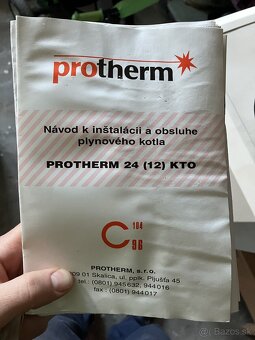 protherm
Návod k inštalácii a obsluhe
plynového kotla
PROTHERM 24 (12) KTO
C 104
96
PROTHERM, s.r.o.
909 01 Skalica, ul. pplk. Pljušťa 45
tel.: (0801) 945632, 944016
fax : (0801) 944017
Bazos.sk